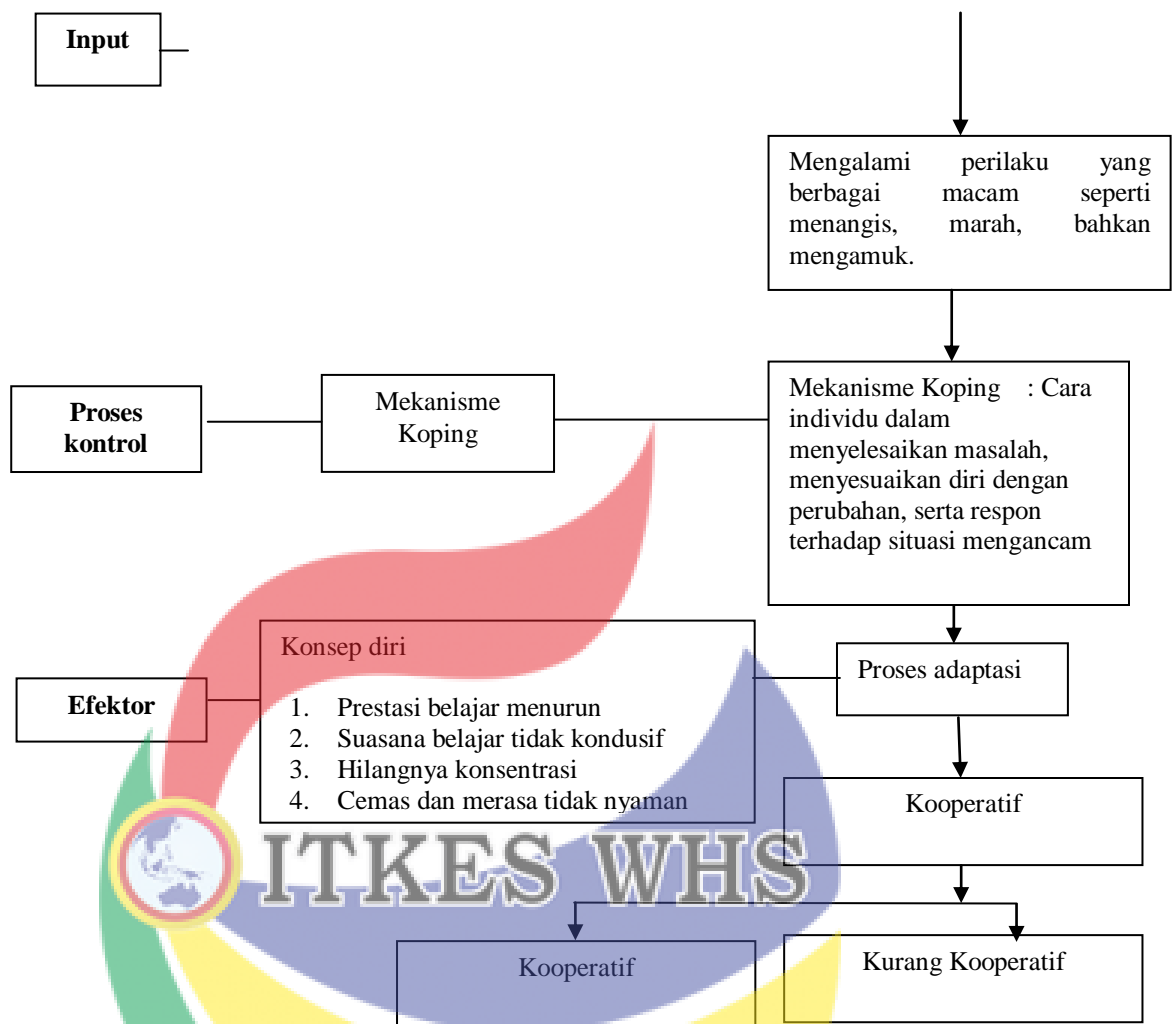 Input
Mengalami perilaku yang
berbagai macam seperti
menangis, marah, bahkan
mengamuk.
Proses
kontrol
Mekanisme
Koping
Mekanisme Koping : Cara
individu dalam
menyelesaikan masalah,
menyesuaikan diri dengan
perubahan, serta respon
terhadap situasi mengancam
Efektor
Konsep diri
1. Prestasi belajar menurun
2. Suasana belajar tidak kondusif
3. Hilangnya konsentrasi
4. Cemas dan merasa tidak nyaman
Proses adaptasi
Kooperatif
ITKES WHS
Kooperatif
Kurang Kooperatif